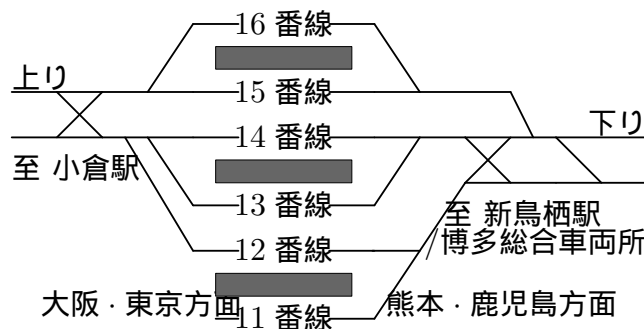 16 番線
上り
15 番線
14 番線
下り
至 小倉駅
13 番線
至 新鳥栖駅
/博多総合車両所
12 番線
大阪・東京方面
熊本・鹿児島方面
11 番線